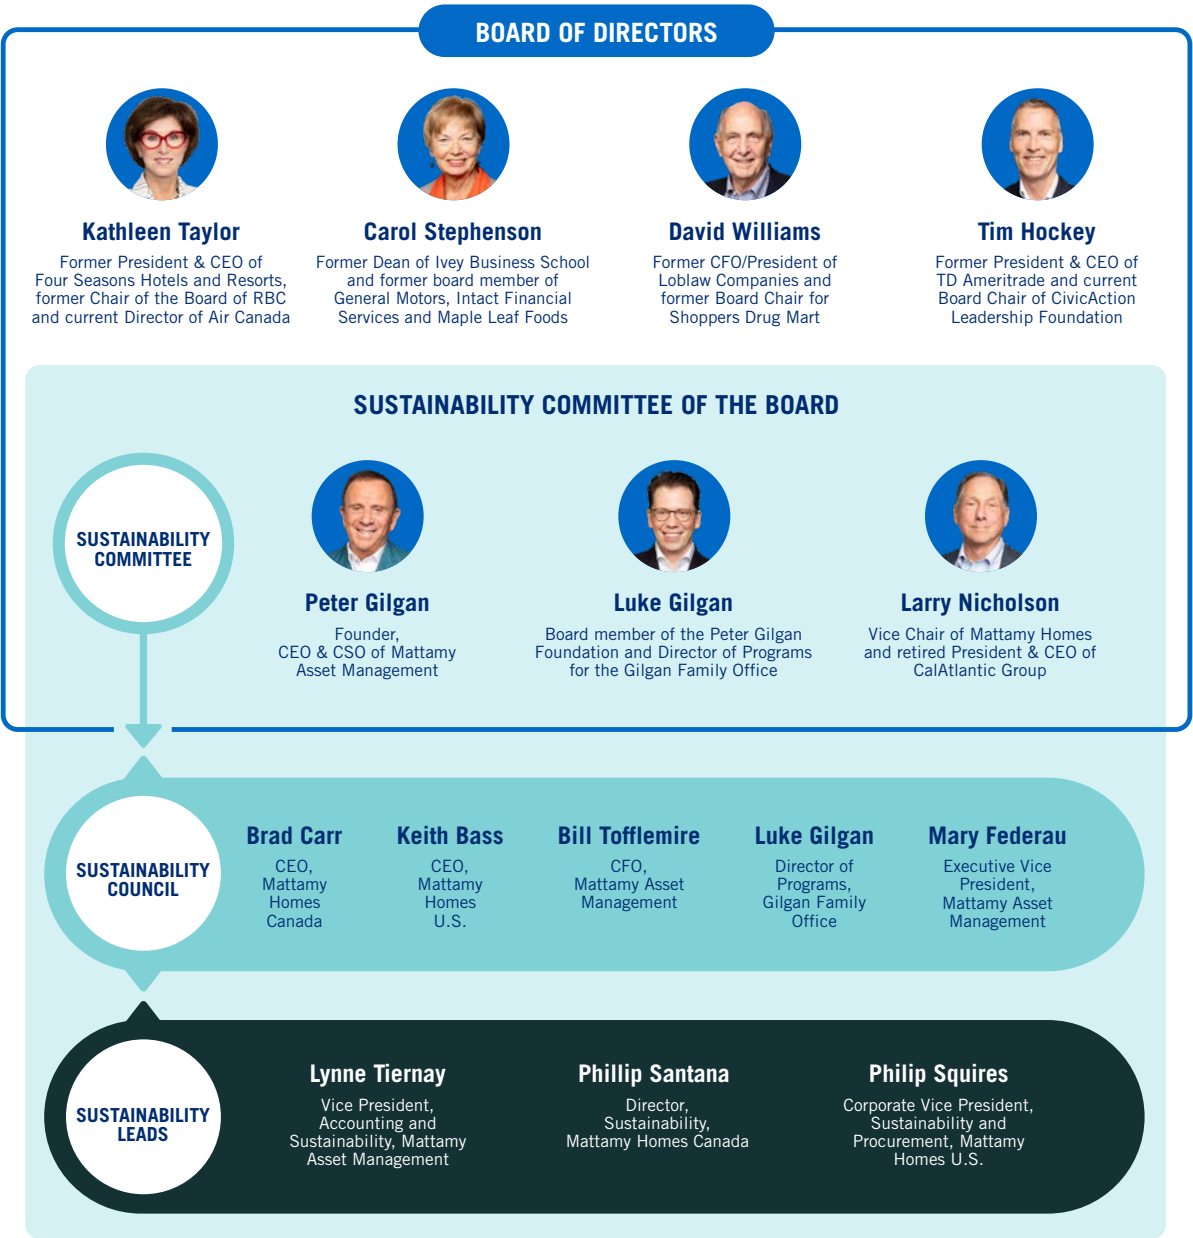 BOARD OF DIRECTORS
Kathleen Taylor
Former President & CEO of
Four Seasons Hotels and Resorts,
former Chair of the Board of RBC
and current Director of Air Canada
Carol Stephenson
Former Dean of Ivey Business School
and former board member of
General Motors, Intact Financial
Services and Maple Leaf Foods
David Williams
Former CFO/President of
Loblaw Companies and
former Board Chair for
Shoppers Drug Mart
Tim Hockey
Former President & CEO of
TD Ameritrade and current
Board Chair of CivicAction
Leadership Foundation
SUSTAINABILITY COMMITTEE OF THE BOARD
SUSTAINABILITY
COMMITTEE
Peter Gilgan
Founder,
CEO & CSO of Mattamy
Asset Management
Luke Gilgan
Board member of the Peter Gilgan
Foundation and Director of Programs
for the Gilgan Family Office
Larry Nicholson
Vice Chair of Mattamy Homes
and retired President & CEO of
CalAtlantic Group
SUSTAINABILITY
COUNCIL
Brad Carr
CEO,
Mattamy
Homes
Canada
Keith Bass
CEO,
Mattamy
Homes
U.S.
Bill Tofflemire
CFO,
Mattamy Asset
Management
Luke Gilgan
Director of
Programs,
Gilgan Family
Office
Mary Federau
Executive Vice
President,
Mattamy Asset
Management
SUSTAINABILITY
LEADS
Lynne Tiernay
Vice President,
Accounting and
Sustainability, Mattamy
Asset Management
Phillip Santana
Director,
Sustainability,
Mattamy Homes Canada
Philip Squires
Corporate Vice President,
Sustainability and
Procurement, Mattamy
Homes U.S.